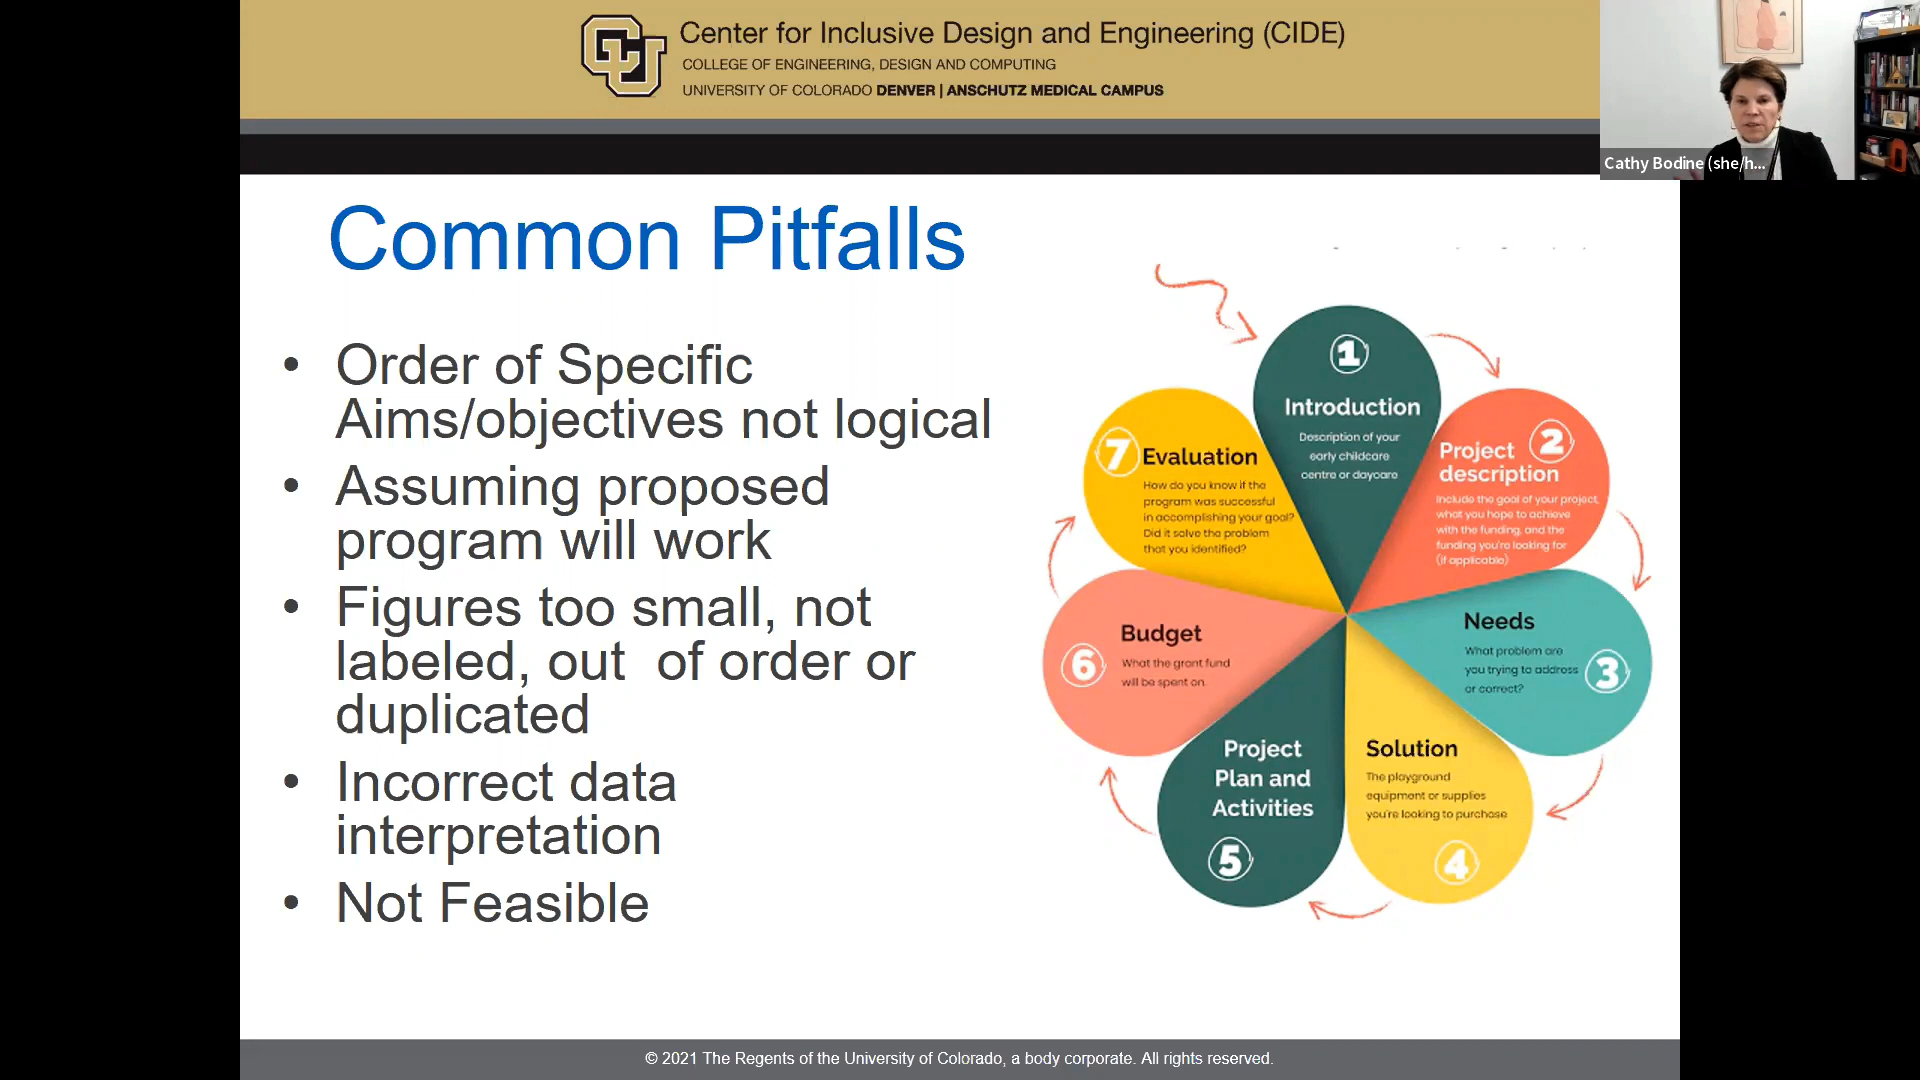 Center for Inclusive Design and Engineering (CIDE)
COLLEGE OF ENGINEERING, DESIGN AND COMPUTING
UNIVERSITY OF COLORADO DENVER | ANSCHUTZ MEDICAL CAMPUS
Cathy Bodine (she/h...
Common Pitfalls
• Order of Specific
Aims/objectives not logical
• Assuming proposed
program will work
• Figures too small, not
labeled, out of order or
duplicated
• Incorrect data
interpretation
• Not Feasible
1
Introduction
Description of your
early childcare
centre or daycare
2
Project
description
Include the goal of your project,
what you hope to achieve
with the funding, and the
funding you're looking for
(if applicable)
Needs
What problem are
you trying to address
or correct?
3
Solution
The playground
equipment or supplies
you're looking to purchase
4
Project
Plan and
Activities
5
Budget
What the grant fund
will be spent on.
6
7
Evaluation
How do you know if the
program was successful
in accomplishing your goal?
Did it solve the problem
that you identified?
© 2021 The Regents of the University of Colorado, a body corporate. All rights reserved.